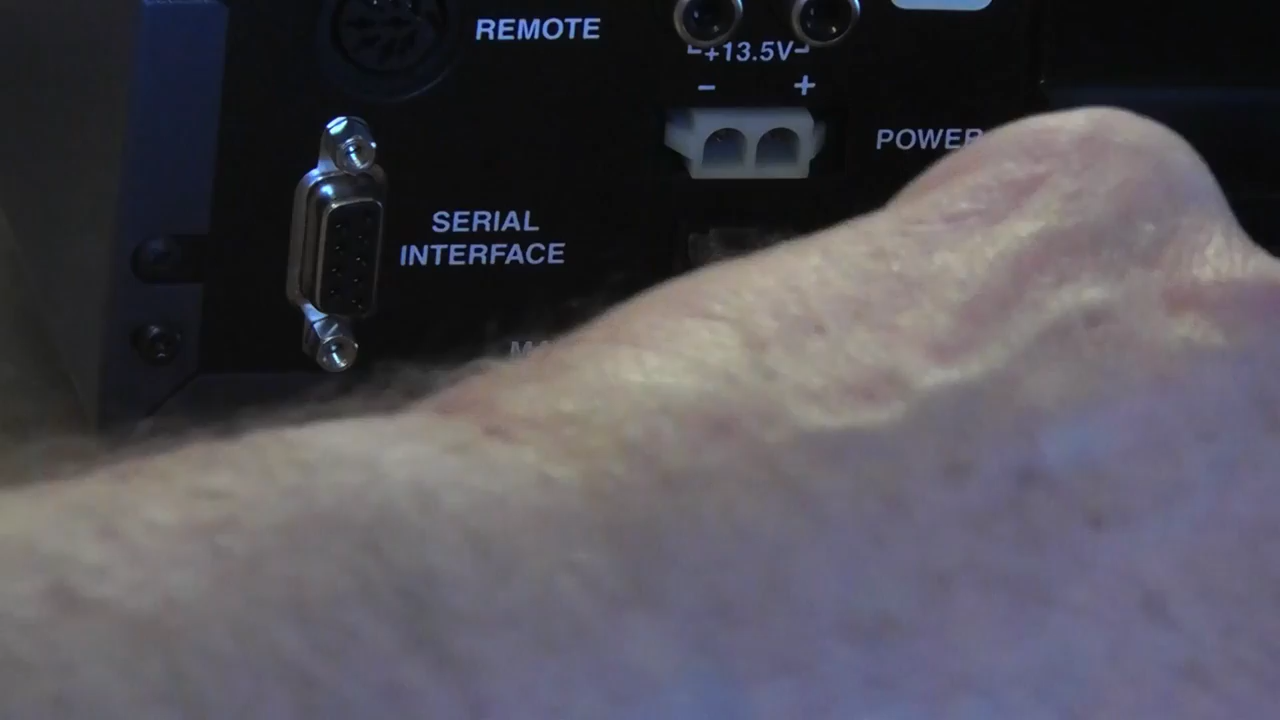 REMOTE
+13.5V
- +
POWER
SERIAL
INTERFACE